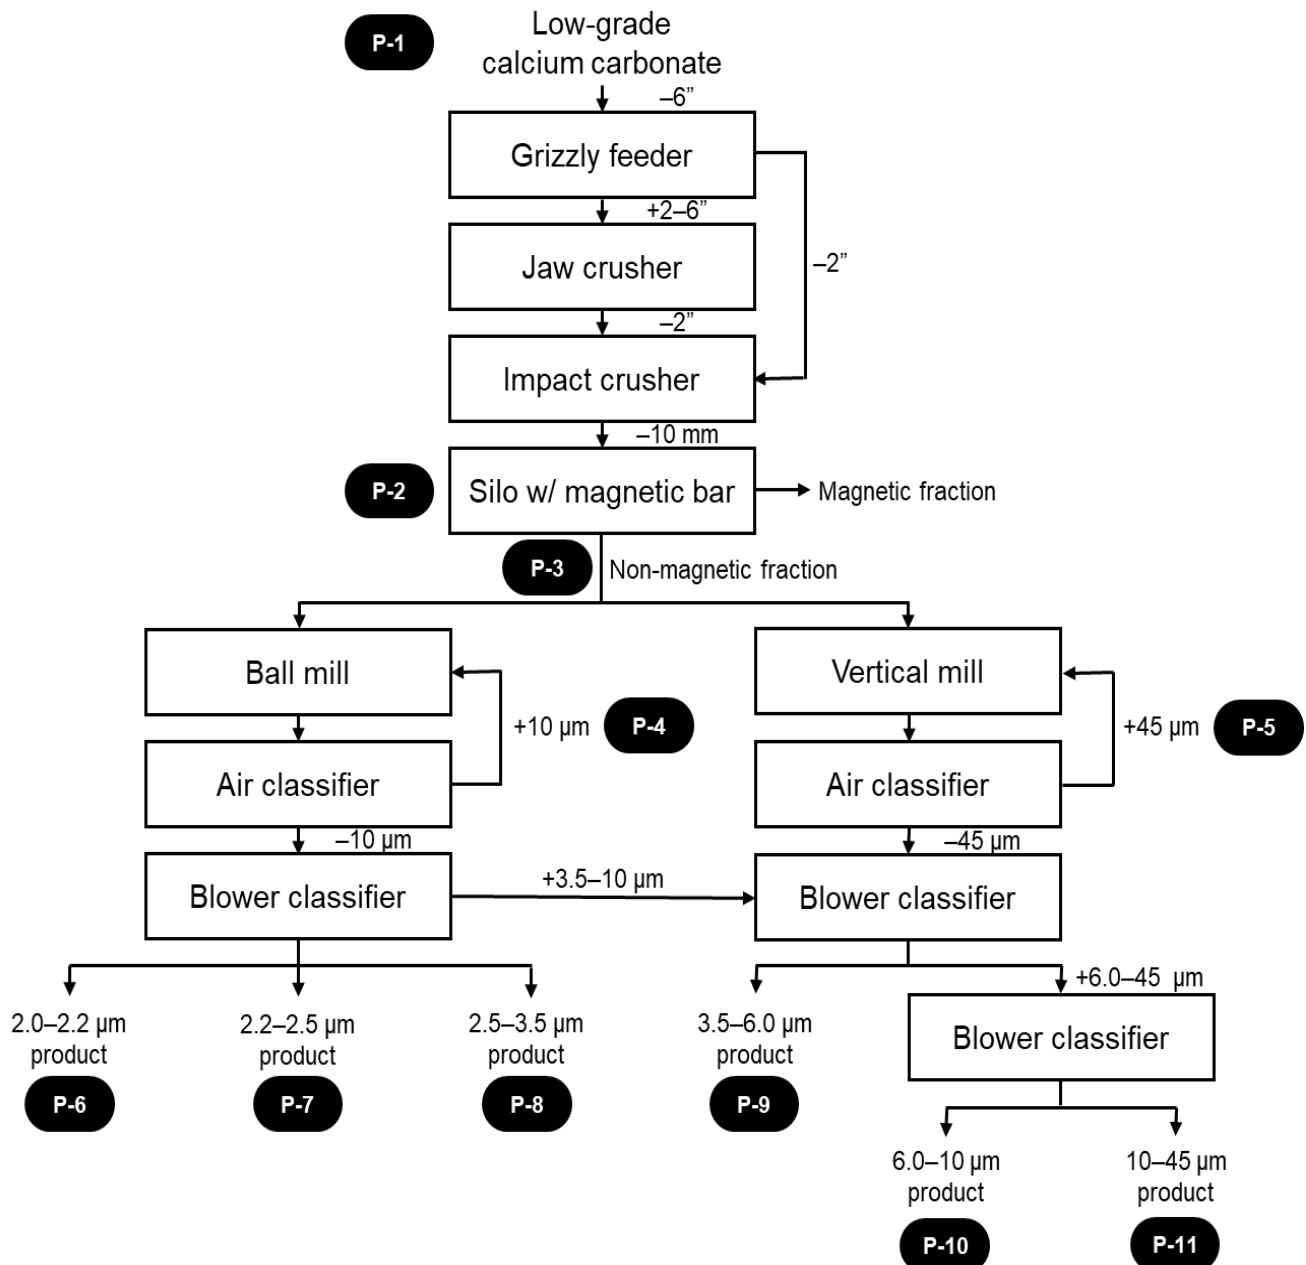 P-1
Low-grade
calcium carbonate
–6”
Grizzly feeder
+2–6”
–2”
Jaw crusher
–2”
Impact crusher
–10 mm
P-2
Silo w/ magnetic bar
Magnetic fraction
P-3
Non-magnetic fraction
Ball mill
Vertical mill
+10 µm
P-4
+45 µm
P-5
Air classifier
Air classifier
–10 µm
–45 µm
Blower classifier
+3.5–10 µm
Blower classifier
+6.0–45 µm
2.0–2.2 µm
product
P-6
2.2–2.5 µm
product
P-7
2.5–3.5 µm
product
P-8
3.5–6.0 µm
product
P-9
Blower classifier
6.0–10 µm
product
P-10
10–45 µm
product
P-11